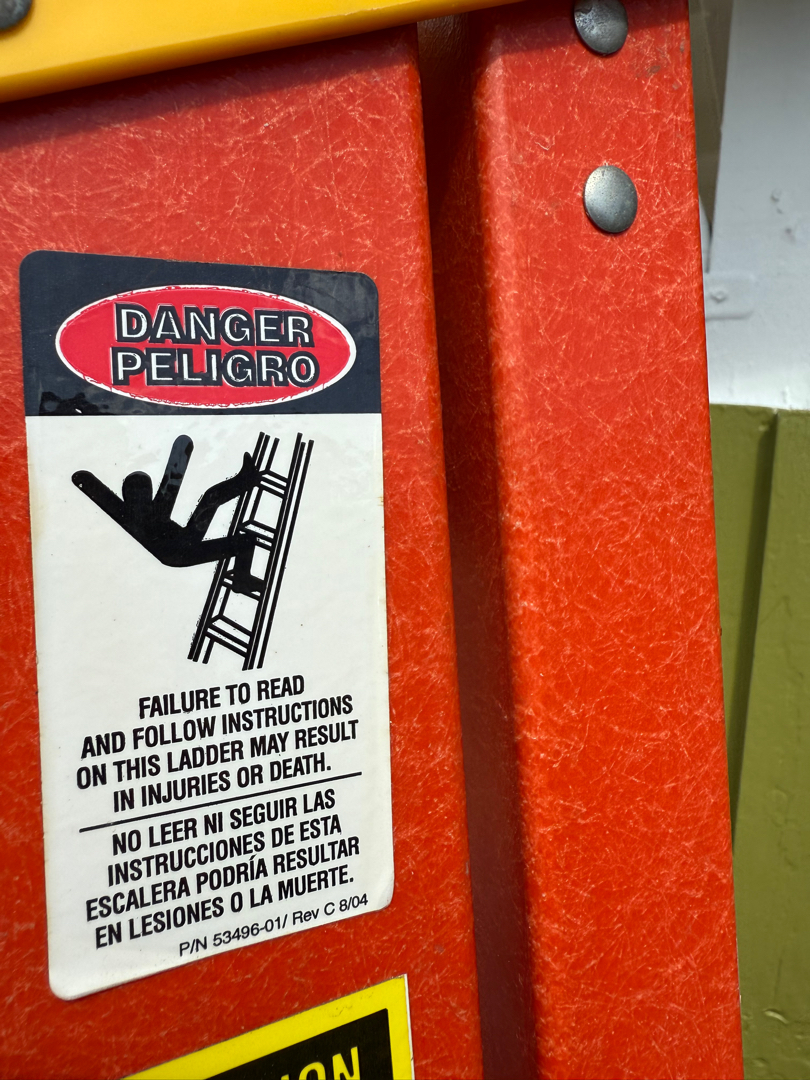 DANGER
PELIGRO
FAILURE TO READ
AND FOLLOW INSTRUCTIONS
ON THIS LADDER MAY RESULT
IN INJURIES OR DEATH.
NO LEER NI SEGUIR LAS
INSTRUCCIONES DE ESTA
ESCALERA PODRÍA RESULTAR
EN LESIONES O LA MUERTE.
P/N 53496-01/ Rev C 8/04